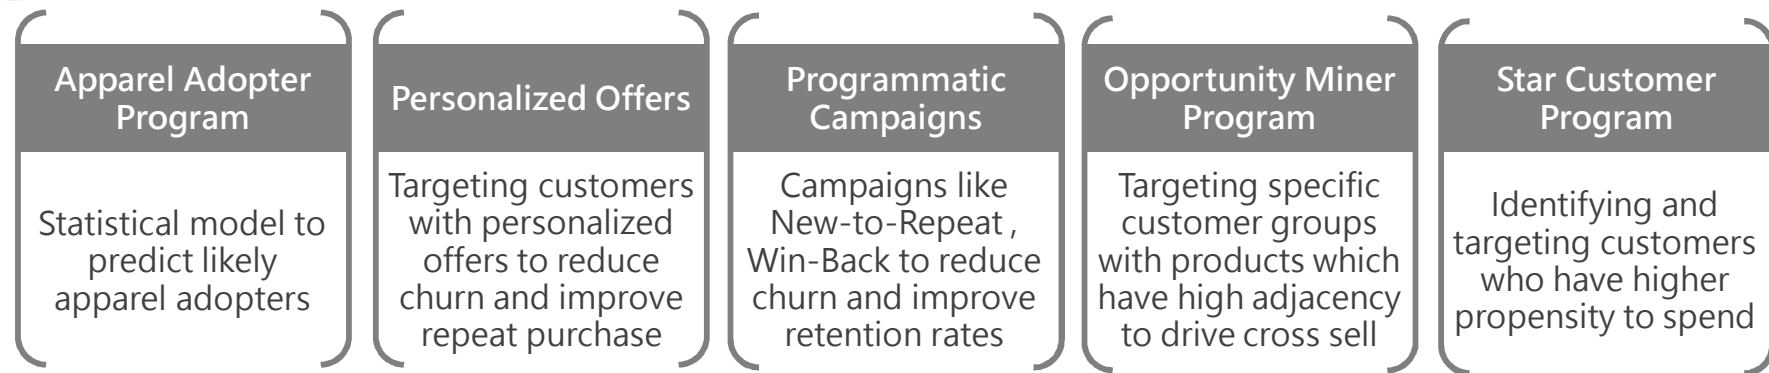 Apparel Adopter
Program
Statistical model to
predict likely
apparel adopters
Personalized Offers
Targeting customers
with personalized
offers to reduce
churn and improve
repeat purchase
Programmatic
Campaigns
Campaigns like
New-to-Repeat ,
Win-Back to reduce
churn and improve
retention rates
Opportunity Miner
Program
Targeting specific
customer groups
with products which
have high adjacency
to drive cross sell
Star Customer
Program
Identifying and
targeting customers
who have higher
propensity to spend